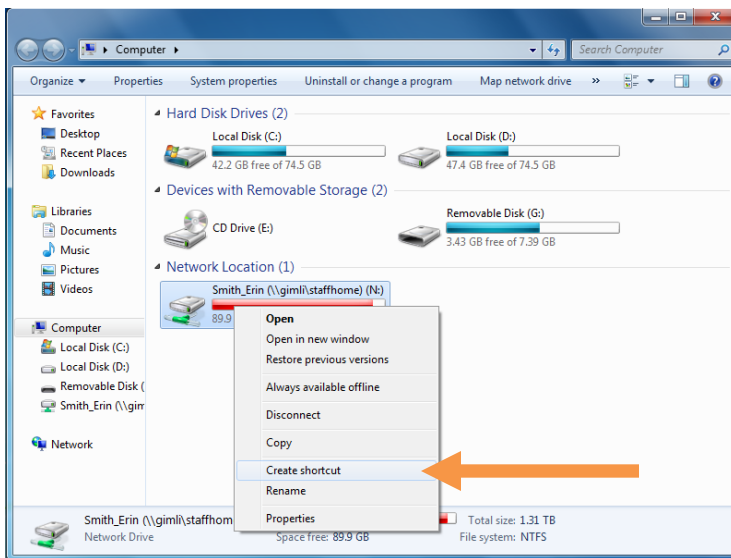 Computer
Search Computer
Organize Properties System properties Uninstall or change a program Map network drive »
Favorites
Desktop
Recent Places
Downloads
Libraries
Documents
Music
Pictures
Videos
Computer
Local Disk (C:)
Local Disk (D:)
Removable Disk (
Smith_Erin (\\gim
Network
Hard Disk Drives (2)
Local Disk (C:)
42.2 GB free of 74.5 GB
Local Disk (D:)
47.4 GB free of 74.5 GB
Devices with Removable Storage (2)
CD Drive (E:)
Removable Disk (G:)
3.43 GB free of 7.39 GB
Network Location (1)
Smith_Erin (\\gimli\staffhome) (N:)
89.9
Open
Open in new window
Restore previous versions
Always available offline
Disconnect
Copy
Create shortcut
Rename
Properties
Smith_Erin (\\gimli\staffhom
Total size: 1.31 TB
Network Drive
Space free: 89.9 GB
File system: NTFS